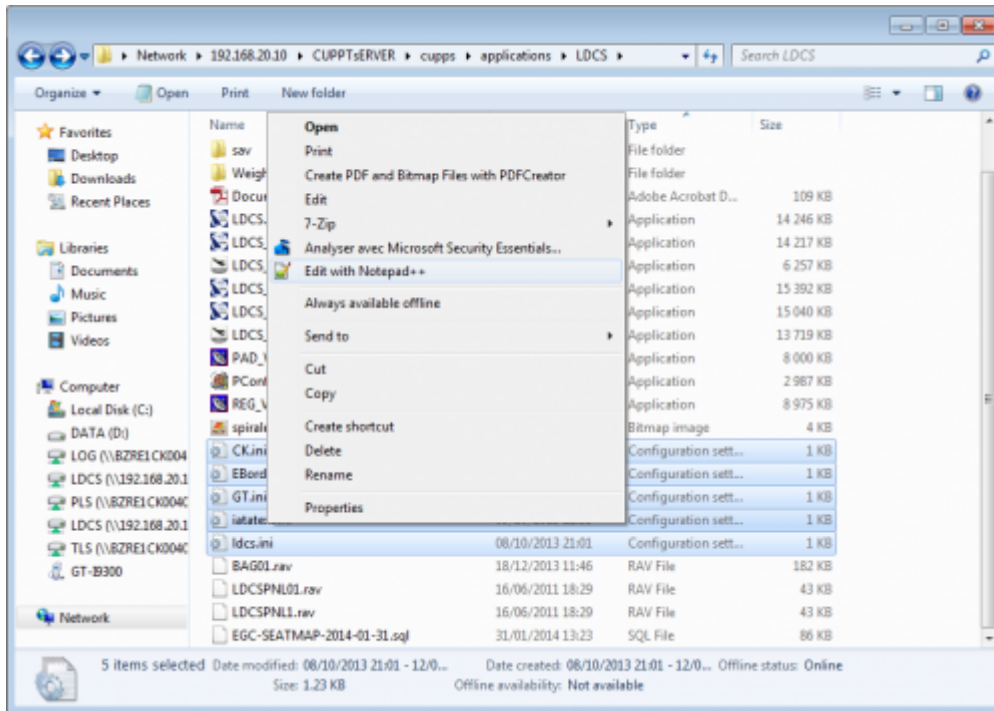 Network 192.168.20.10 CUPPTsERVER cupps applications LDCS Search LDCS
Organize Open Print New folder
Favorites
Desktop
Downloads
Recent Places
Libraries
Documents
Music
Pictures
Videos
Computer
Local Disk (C:)
DATA (D:)
LOG (\\BZRE1CK004
LDCS (\\192.168.20.1
PLS (\\BZRE1CK004C
LDCS (\\192.168.20.1
TLS (\\BZRE1CK004C
GT-I9300
Network
Name Type Size
sav File folder
Weigh File folder
Docur Adobe Acrobat D... 109 KB
LDCS. Application 14 246 KB
LDCS_ Application 14 217 KB
LDCS_ Application 6 257 KB
LDCS_ Application 15 392 KB
LDCS_ Application 15 040 KB
LDCS_ Application 13 719 KB
PAD_V Application 8 000 KB
PConf Application 2 987 KB
REG_V Application 8 975 KB
spirale Bitmap image 4 KB
CK.ini Configuration sett... 1 KB
EBord Configuration sett... 1 KB
GT.ini Configuration sett... 1 KB
Configuration sett... 1 KB
ldcs.ini 08/10/2013 21:01 Configuration sett... 1 KB
BAG01.rav 18/12/2013 11:46 RAV File 182 KB
LDCSPNL01.rav 16/06/2011 18:29 RAV File 43 KB
LDCSPNL1.rav 16/06/2011 18:29 RAV File 43 KB
EGC-SEATMAP-2014-01-31.sql 31/01/2014 13:23 SQL File 86 KB
Open
Print
Create PDF and Bitmap Files with PDFCreator
Edit
7-Zip
Analyser avec Microsoft Security Essentials...
Edit with Notepad++
Always available offline
Send to
Cut
Copy
Create shortcut
Delete
Rename
Properties
5 items selected Date modified: 08/10/2013 21:01 - 12/0... Date created: 08/10/2013 21:01 - 12/0... Offline status: Online
Size: 1.23 KB Offline availability: Not available